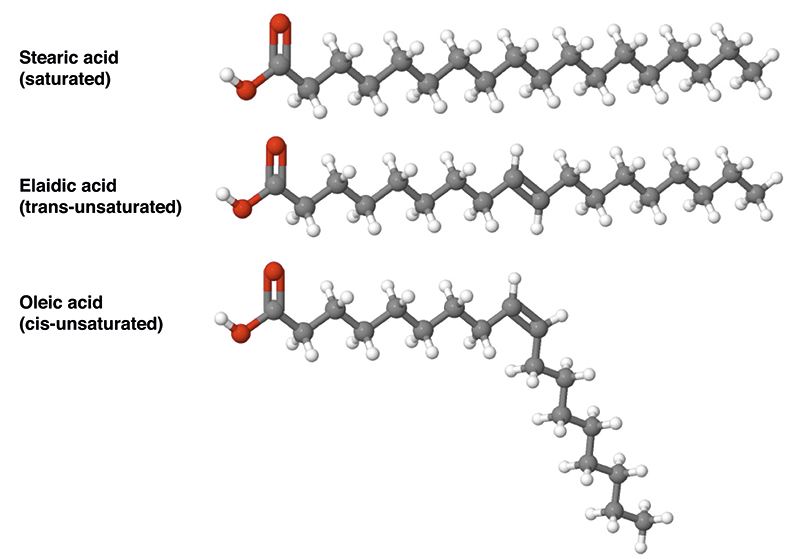 Stearic acid
(saturated)
Elaidic acid
(trans-unsaturated)
Oleic acid
(cis-unsaturated)